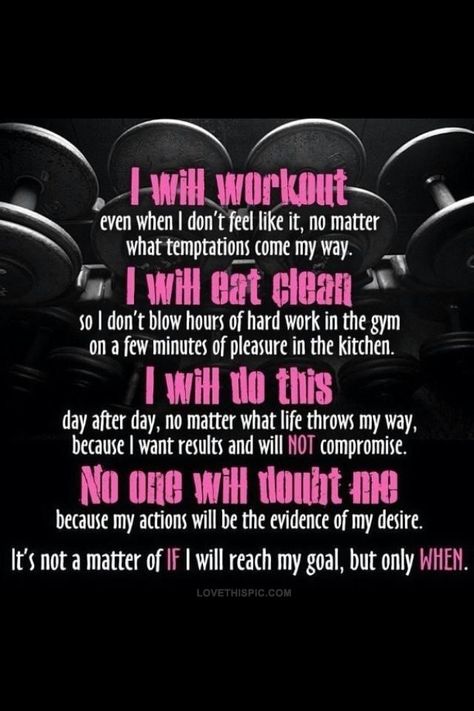 I will workout
even when I don't feel like it, no matter
what temptations come my way.
I will eat clean
so I don't blow hours of hard work in the gym
on a few minutes of pleasure in the kitchen.
I will do this
day after day, no matter what life throws my way,
because I want results and will NOT compromise.
No one will doubt me
because my actions will be the evidence of my desire.
It's not a matter of IF I will reach my goal, but only WHEN.
LOVETHISPIC.COM